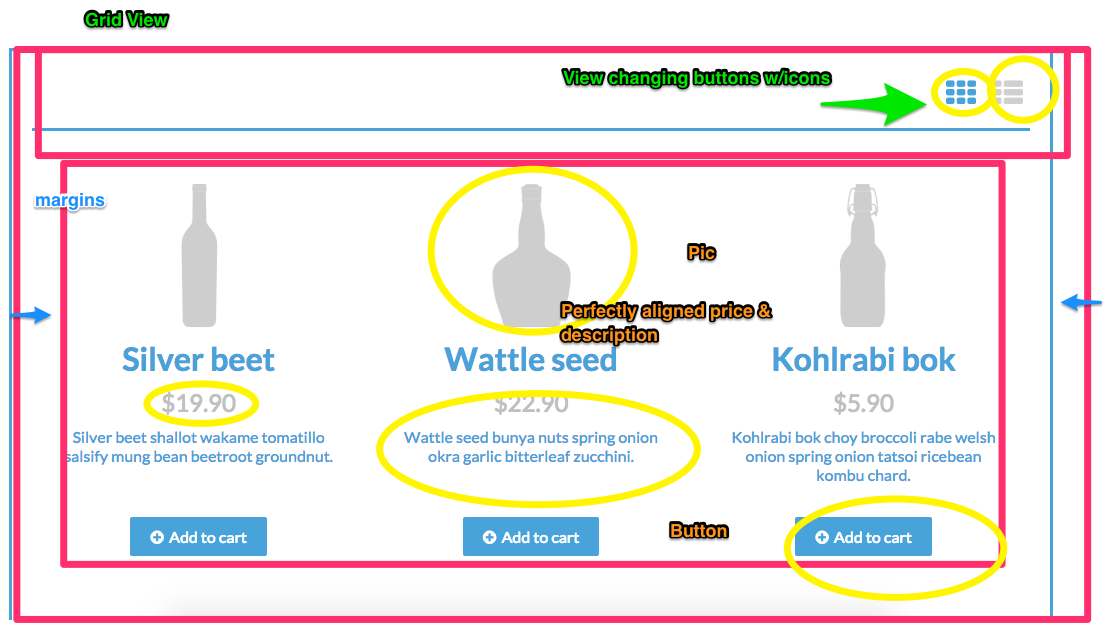 Grid View
View changing buttons w/icons
margins
Pic
Perfectly aligned price &
description
Silver beet
Wattle seed
Kohlrabi bok
$19.90
$22.90
$5.90
Silver beet shallot wakame tomatillo
salsify mung bean beetroot groundnut.
Wattle seed bunya nuts spring onion
okra garlic bitterleaf zucchini.
Kohlrabi bok choy broccoli rabe welsh
onion spring onion tatsoi ricebean
kombu chard.
Button
Add to cart
Add to cart
Add to cart